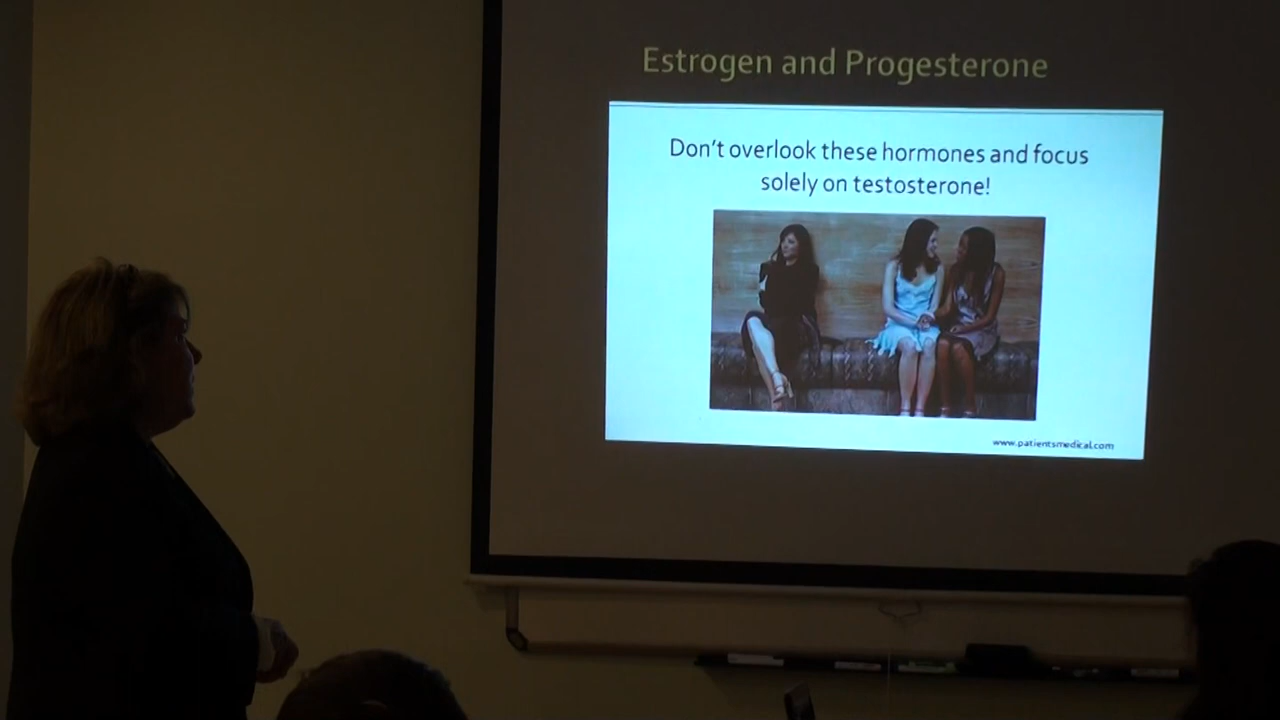 Estrogen and Progesterone
Don't overlook these hormones and focus
solely on testosterone!
www.patientsmedical.com